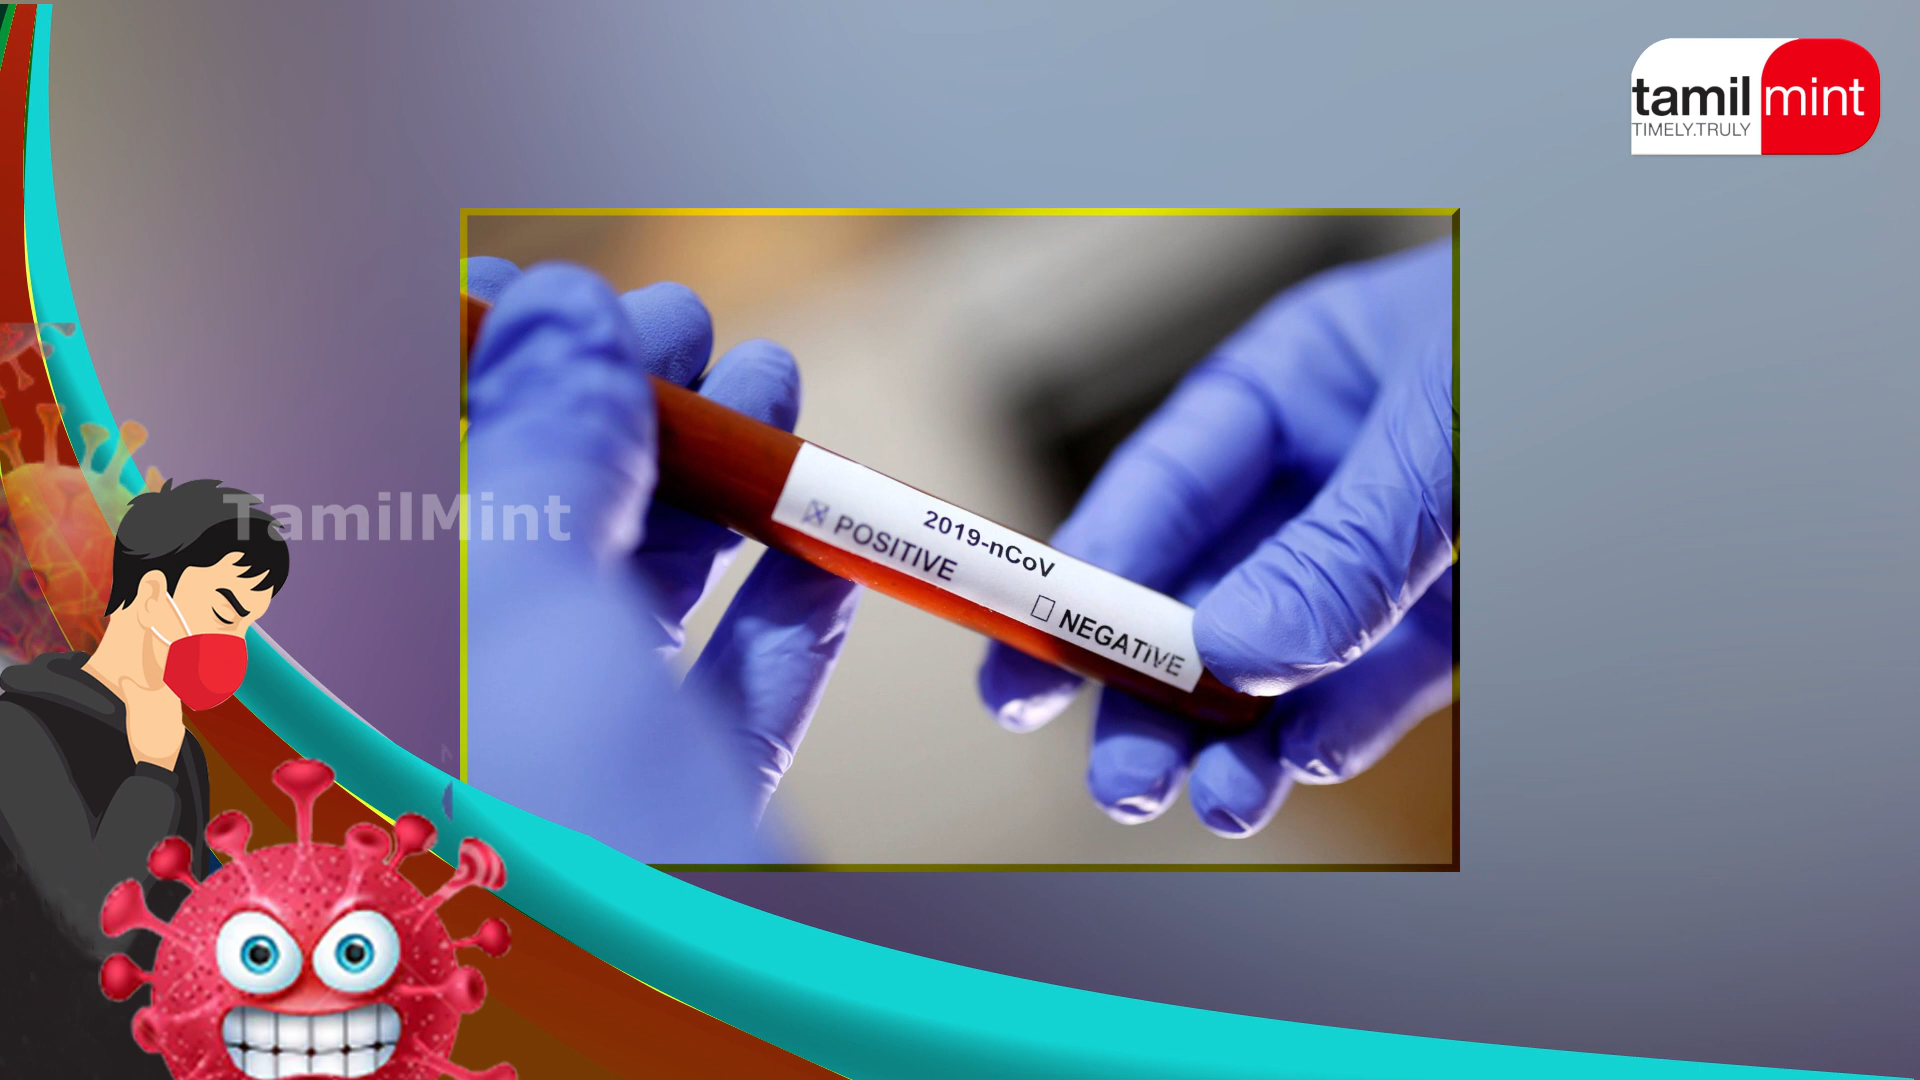 tamil mint
TIMELY.TRULY
TamilMint
2019-nCoV
POSITIVE
NEGATIVE